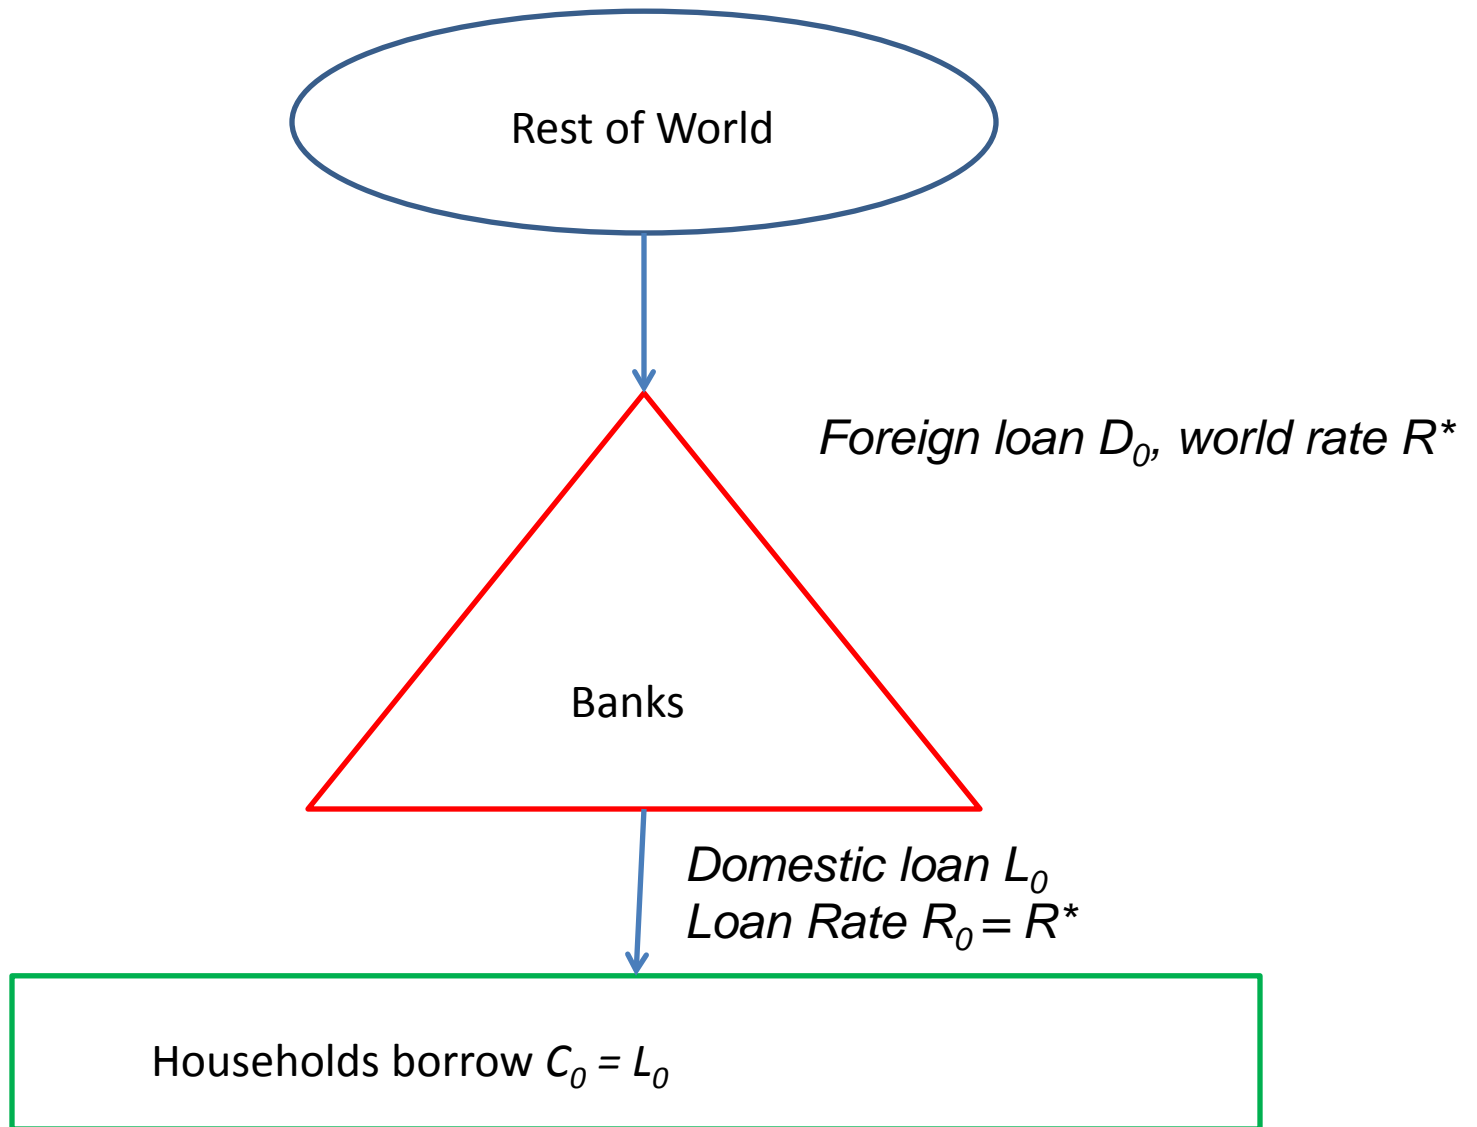 Rest of World
Foreign loan D₀, world rate R*
Banks
Domestic loan L₀
Loan Rate R₀ = R*
Households borrow C₀ = L₀